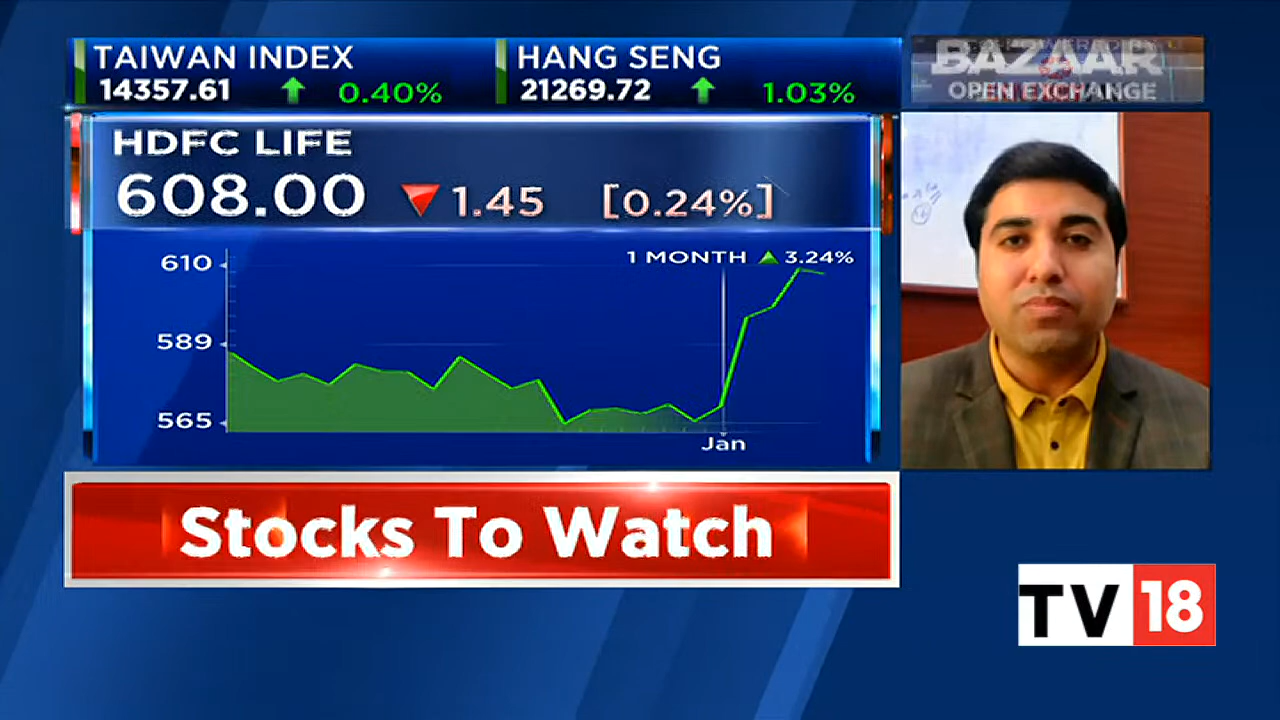 TAIWAN INDEX
14357.61 0.40%
HANG SENG
21269.72 1.03%
BAZAAR
OPEN EXCHANGE
HDFC LIFE
608.00 1.45 [0.24%]
1 MONTH 3.24%
610
589
565
Jan
Stocks To Watch
TV18